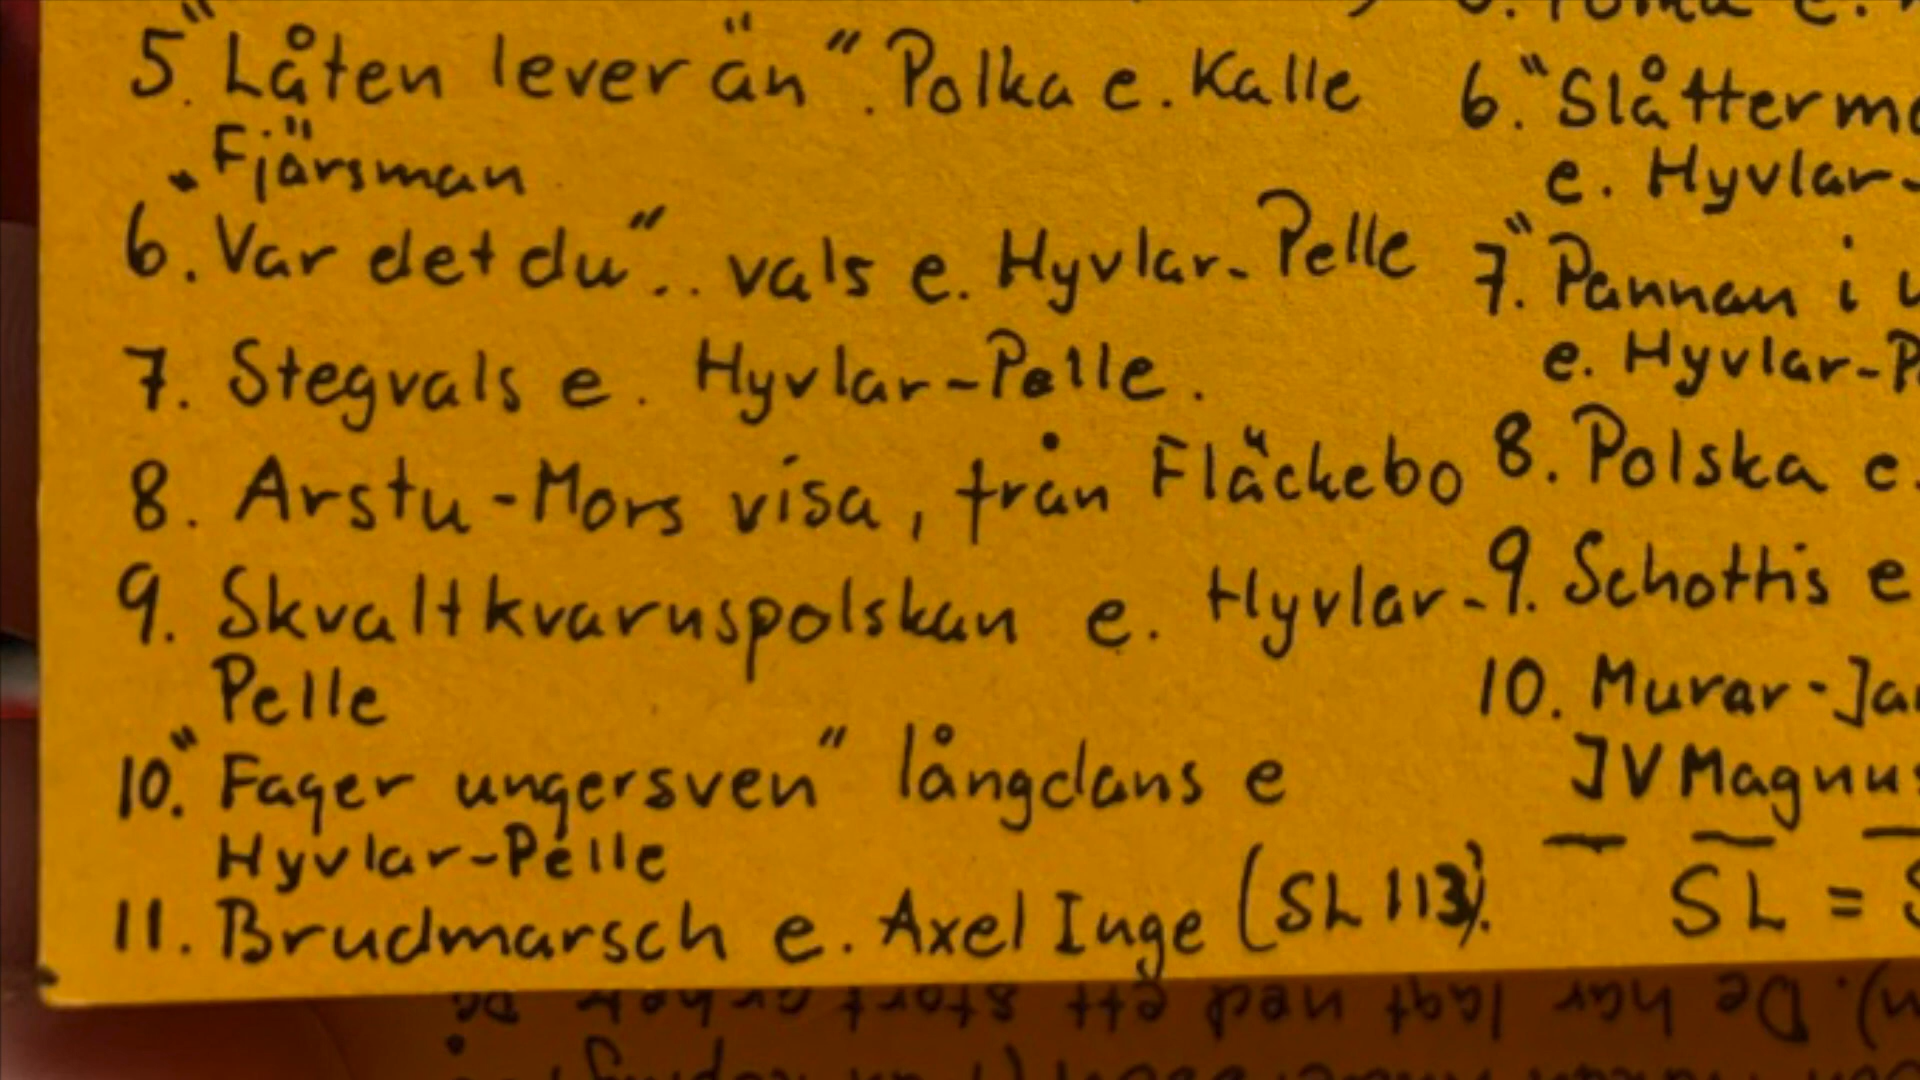 5. "Låten lever än". Polka e. Kalle
Fjärsman
6. "Var det du".. vals e. Hyvlar-Pelle
7. Stegvals e. Hyvlar-Pelle.
8. Arstu-Mors visa, från Fläckebo
9. Skvaltkvarnspolskan e. Hyvlar-
Pelle
10. "Fager ungersven" långdans e
Hyvlar-Pelle
11. Brudmarsch e. Axel Inge (SL 113).
6. "Slåtterm
e. Hyvlar-
7. "Pannan i
e. Hyvlar-P
8. Polska e.
9. Schottis e
10. Murar-Ja
JV Magnus
SL = S